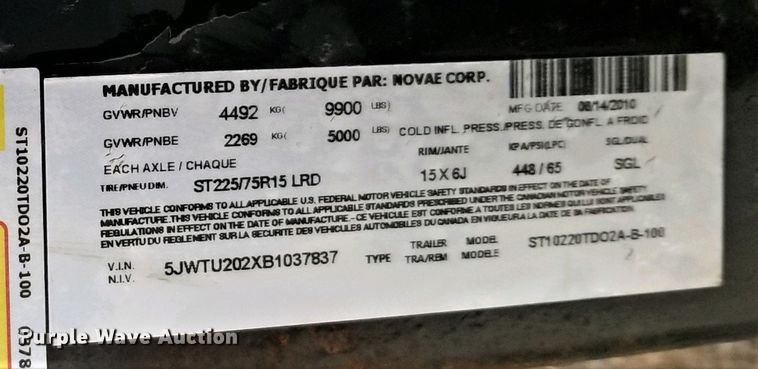 MANUFACTURED BY/FABRIQUE PAR: NOVAE CORP.
GVWR/PNBV 4492 KG( 9900 LBS) MFG DATE 08/14/2010
GVWR/PNBE 2269 KG( 5000 LBS) COLD INFL. PRESS./PRESS. DE GONFL. A FROID
EACH AXLE / CHAQUE RIM/JANTE KPA/PSI(LPC) SGL/DUAL
TIRE/PNEU DIM. ST225/75R15 LRD 15 X 6J 448 / 65 SGL
THIS VEHICLE CONFORMS TO ALL APPLICABLE U.S. FEDERAL MOTOR VEHICLE SAFETY STANDARDS IN EFFECT ON THE DATE OF
MANUFACTURE. THIS VEHICLE CONFORMS TO ALL APPLICABLE STANDARDS PRESCRIBED UNDER THE CANADIAN MOTOR VEHICLE SAFETY
REGULATIONS IN EFFECT ON THE DATE OF MANUFACTURE - CE VEHICULE EST CONFORME A TOUTES LES NORMES QUI LUI SONT APPLICABLES
EN VERTU DU REGLEMENT SUR LA SECURITE DES VEHICULES AUTOMOBILES DU CANADA EN VIGUEUR A LA DATE DE SA FABRICATION.
V.I.N. 5JWTU202XB1037837 TYPE TRAILER MODEL ST10220TDO2A-B-100
N.I.V. TRA/REM MODELE
ST10220TDO2A-B-100 0378
Purple Wave Auction